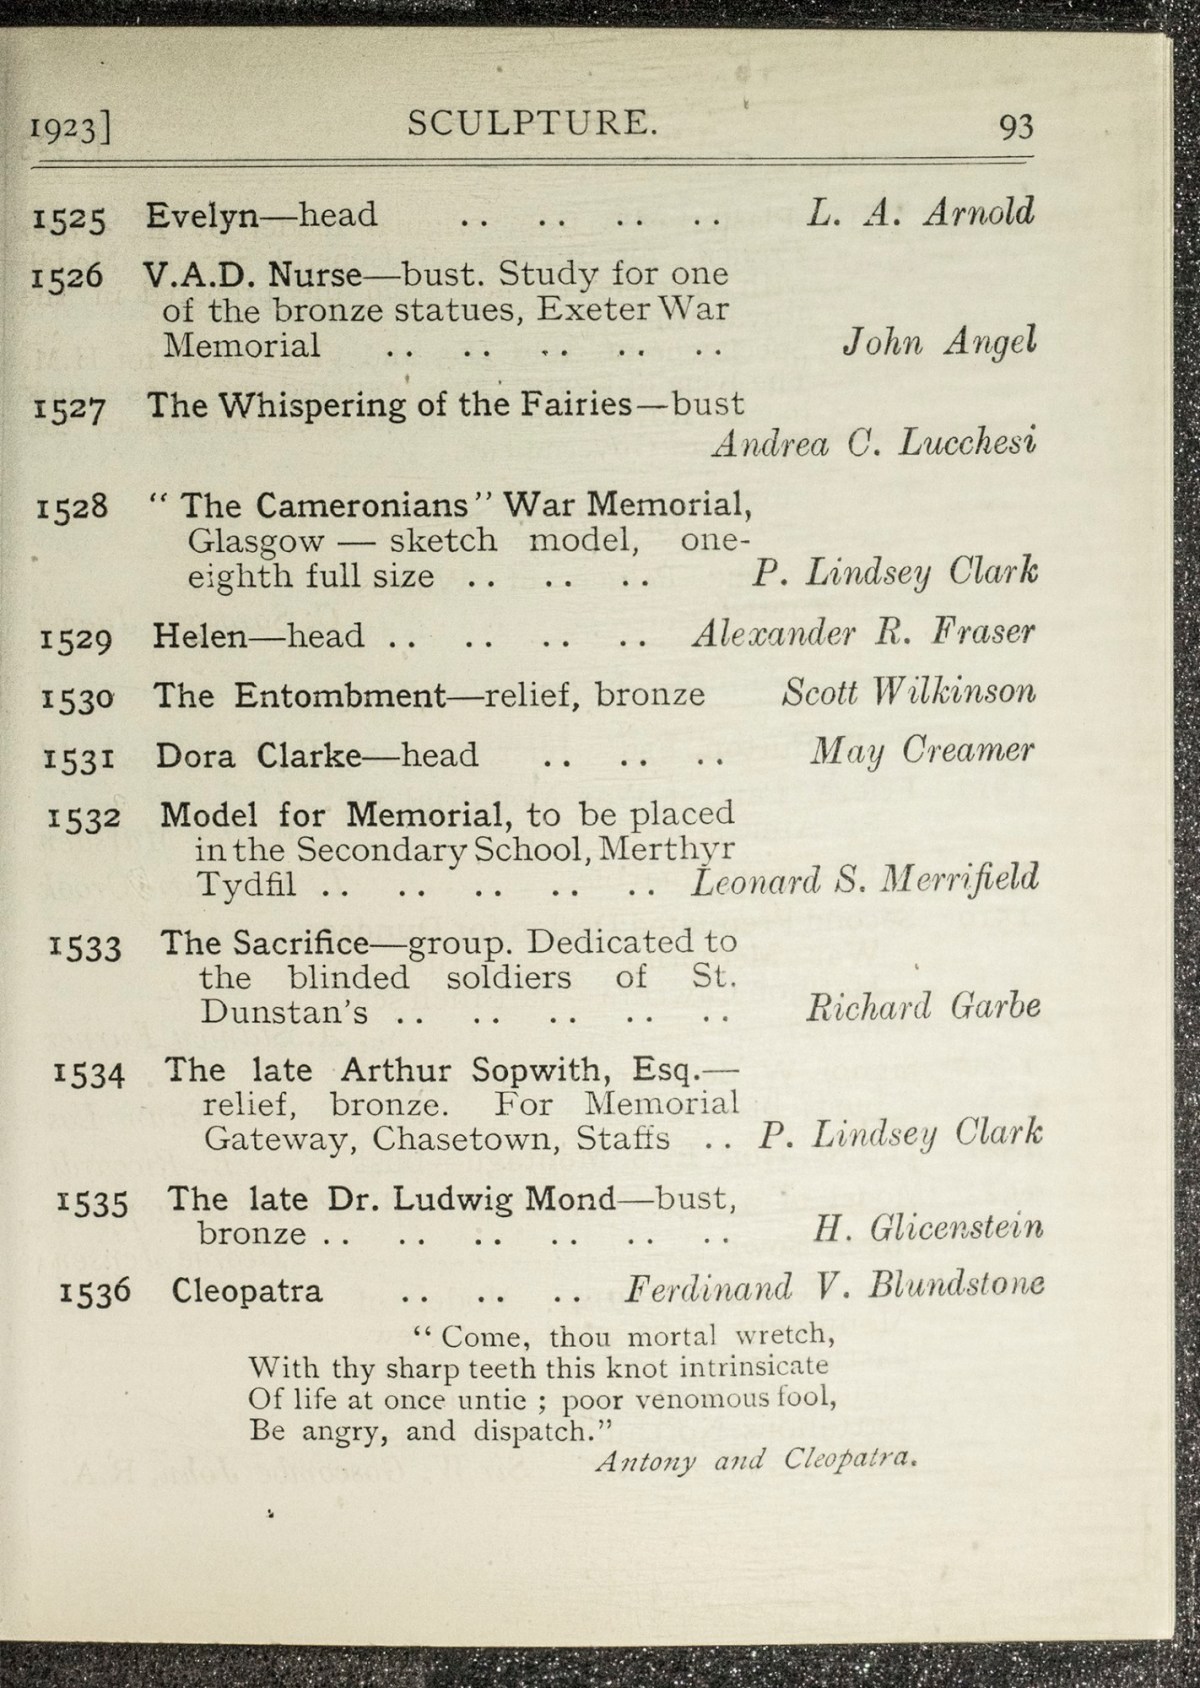 1923] SCULPTURE. 93
1525 Evelyn—head .. .. .. .. L. A. Arnold
1526 V.A.D. Nurse—bust. Study for one
of the bronze statues, Exeter War
Memorial .. .. .. .. .. John Angel
1527 The Whispering of the Fairies—bust
Andrea C. Lucchesi
1528 “ The Cameronians” War Memorial,
Glasgow — sketch model, one-
eighth full size .. .. .. P. Lindsey Clark
1529 Helen—head .. .. .. .. Alexander R. Fraser
1530 The Entombment—relief, bronze Scott Wilkinson
1531 Dora Clarke—head .. .. .. May Creamer
1532 Model for Memorial, to be placed
in the Secondary School, Merthyr
Tydfil .. .. .. .. .. Leonard S. Merrifield
1533 The Sacrifice—group. Dedicated to
the blinded soldiers of St.
Dunstan's .. .. .. .. .. Richard Garbe
1534 The late Arthur Sopwith, Esq.—
relief, bronze. For Memorial
Gateway, Chasetown, Staffs .. P. Lindsey Clark
1535 The late Dr. Ludwig Mond—bust,
bronze .. .. .. .. .. .. H. Glicenstein
1536 Cleopatra .. .. .. Ferdinand V. Blundstone
“ Come, thou mortal wretch,
With thy sharp teeth this knot intrinsicate
Of life at once untie ; poor venomous fool,
Be angry, and dispatch.”
Antony and Cleopatra.